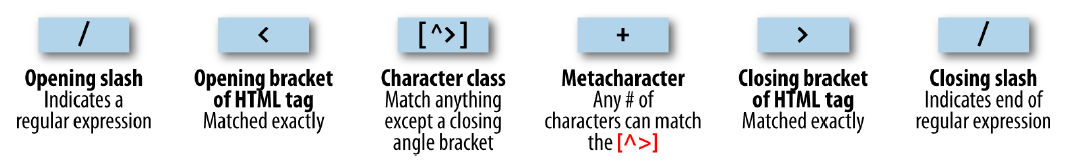 / < [^>] + > /
Opening slash
Indicates a
regular expression
Opening bracket
of HTML tag
Matched exactly
Character class
Match anything
except a closing
angle bracket
Metacharacter
Any # of
characters can match
the [^>]
Closing bracket
of HTML tag
Matched exactly
Closing slash
Indicates end of
regular expression